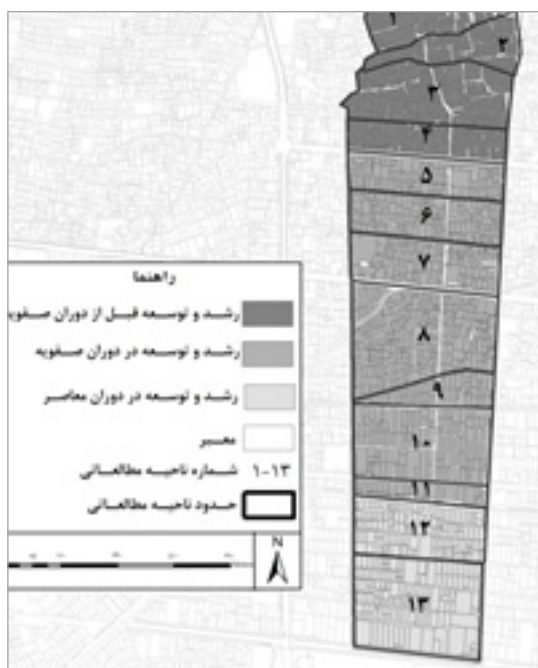 ۱
۲
۳
۴
۵
۶
۷
۸
۹
۱۰
۱۱
۱۲
۱۳
راهنما
رشد و توسعه قبل از دوران صفویه
رشد و توسعه در دوران صفویه
رشد و توسعه در دوران معاصر
معبر
شماره ناحیه مطالعاتی ۱-۱۳
حدود ناحیه مطالعاتی
N